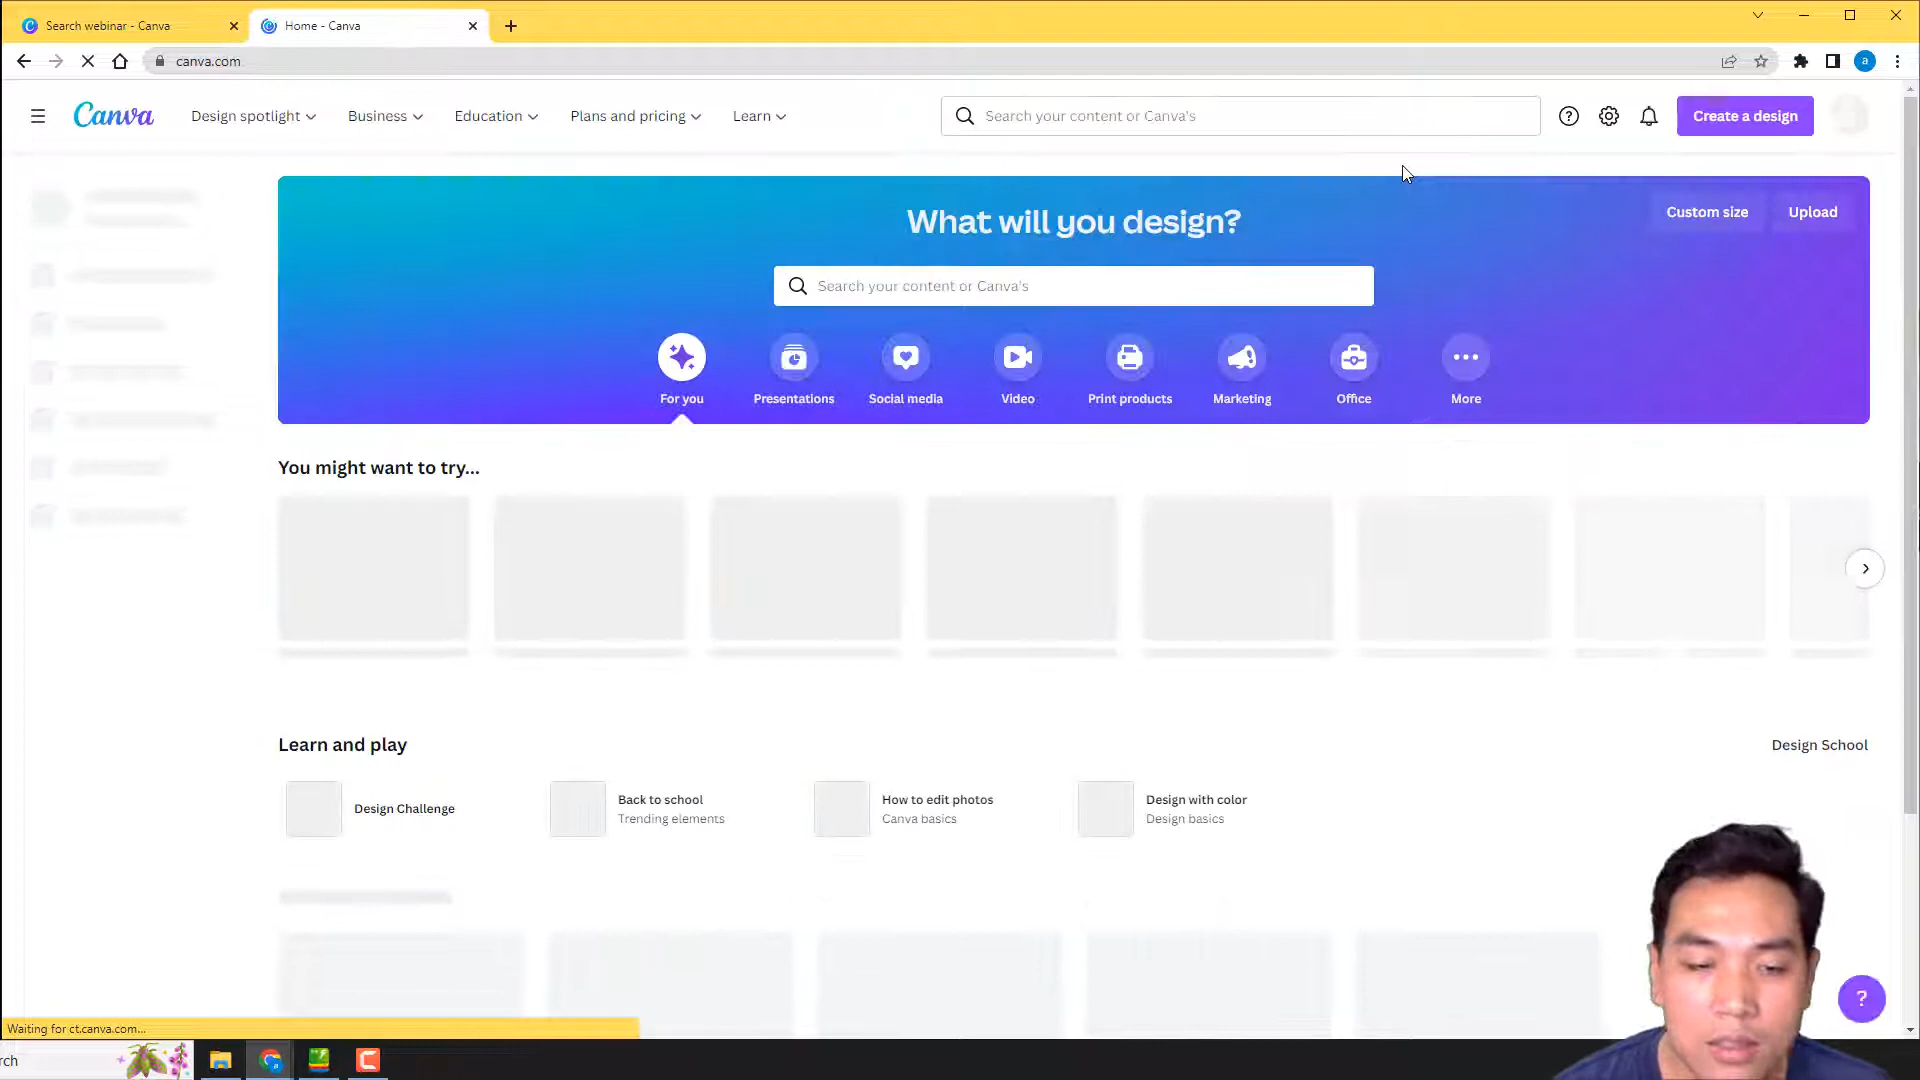 Search webinar - Canva
Home - Canva
canva.com
Canva
Design spotlight
Business
Education
Plans and pricing
Learn
Search your content or Canva's
Create a design
What will you design?
Custom size
Upload
Search your content or Canva's
For you
Presentations
Social media
Video
Print products
Marketing
Office
More
You might want to try...
Learn and play
Design School
Design Challenge
Back to school
Trending elements
How to edit photos
Canva basics
Design with color
Design basics
?
Waiting for ct.canva.com...
rch